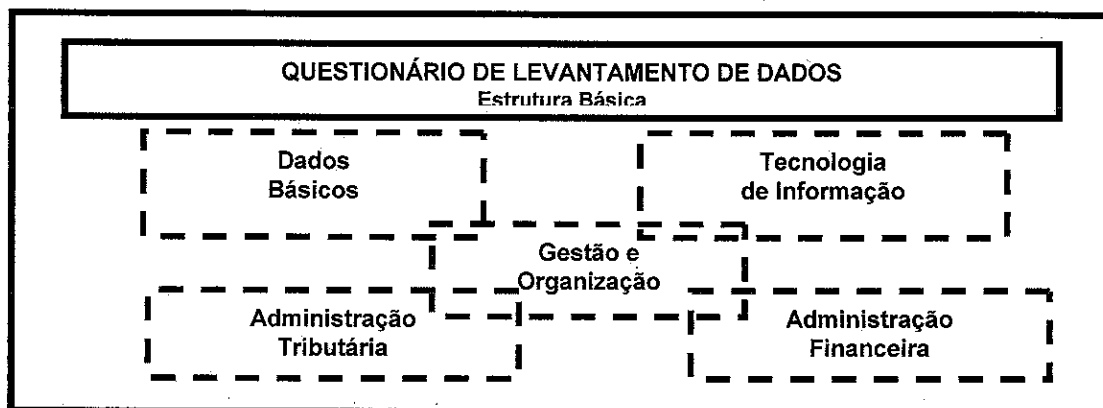 QUESTIONÁRIO DE LEVANTAMENTO DE DADOS
Estrutura Básica
Dados
Básicos
Tecnologia
de Informação
Gestão e
Organização
Administração
Tributária
Administração
Financeira